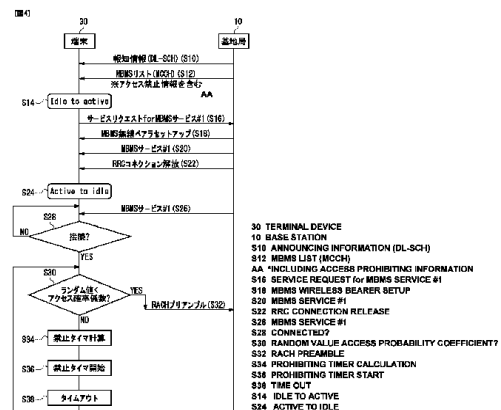 [図4]
30
10
端末
基地局
報知情報(DL-SCH)(S10)
MBMSリスト(MCCH)(S12)
※アクセス禁止情報を含む
AA
S14
Idle to active
サービスリクエストfor MBMSサービス#1(S16)
MBMS無線ベアラセットアップ(S18)
MBMSサービス#1(S20)
RRCコネクション解放(S22)
S24
Active to idle
MBMSサービス#1(S26)
S28
接続?
NO
YES
S30
ランダム値<
アクセス確率係数?
YES
RACHプリアンブル(S32)
NO
S34
禁止タイマ計算
S36
禁止タイマ開始
S38
タイムアウト
30 TERMINAL DEVICE
10 BASE STATION
S10 ANNOUNCING INFORMATION (DL-SCH)
S12 MBMS LIST (MCCH)
AA *INCLUDING ACCESS PROHIBITING INFORMATION
S16 SERVICE REQUEST for MBMS SERVICE #1
S18 MBMS WIRELESS BEARER SETUP
S20 MBMS SERVICE #1
S22 RRC CONNECTION RELEASE
S26 MBMS SERVICE #1
S28 CONNECTED?
S30 RANDOM VALUE ACCESS PROBABILITY COEFFICIENT?
S32 RACH PREAMBLE
S34 PROHIBITING TIMER CALCULATION
S36 PROHIBITING TIMER START
S38 TIME OUT
S14 IDLE TO ACTIVE
S24 ACTIVE TO IDLE